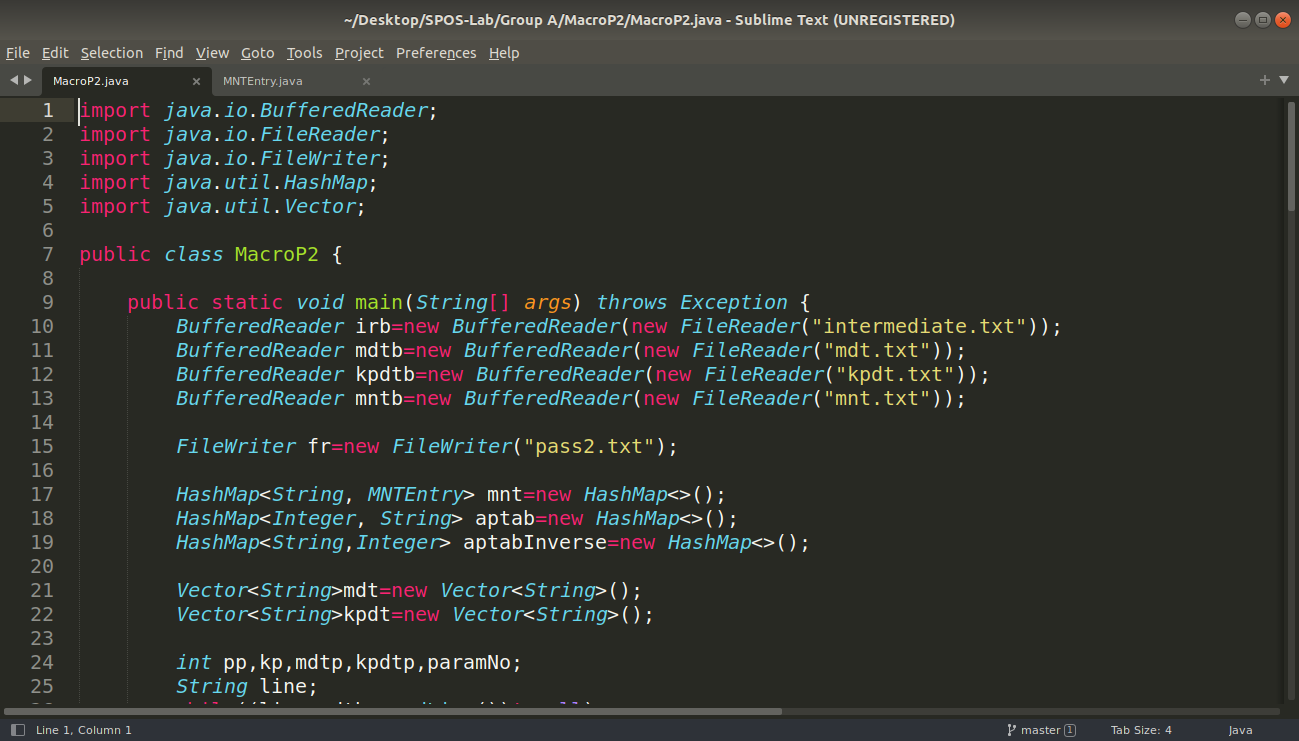 ~/Desktop/SPOS-Lab/Group A/MacroP2/MacroP2.java - Sublime Text (UNREGISTERED)
File Edit Selection Find View Goto Tools Project Preferences Help
MacroP2.java × MNTEntry.java ×
1 import java.io.BufferedReader;
2 import java.io.FileReader;
3 import java.io.FileWriter;
4 import java.util.HashMap;
5 import java.util.Vector;
6
7 public class MacroP2 {
8
9     public static void main(String[] args) throws Exception {
10         BufferedReader irb=new BufferedReader(new FileReader("intermediate.txt"));
11         BufferedReader mdtb=new BufferedReader(new FileReader("mdt.txt"));
12         BufferedReader kpdtb=new BufferedReader(new FileReader("kpdt.txt"));
13         BufferedReader mntb=new BufferedReader(new FileReader("mnt.txt"));
14
15         FileWriter fr=new FileWriter("pass2.txt");
16
17         HashMap<String, MNTEntry> mnt=new HashMap<>();
18         HashMap<Integer, String> aptab=new HashMap<>();
19         HashMap<String,Integer> aptabInverse=new HashMap<>();
20
21         Vector<String>mdt=new Vector<String>();
22         Vector<String>kpdt=new Vector<String>();
23
24         int pp,kp,mdtp,kpdtp,paramNo;
25         String line;
Line 1, Column 1 master 1 Tab Size: 4 Java